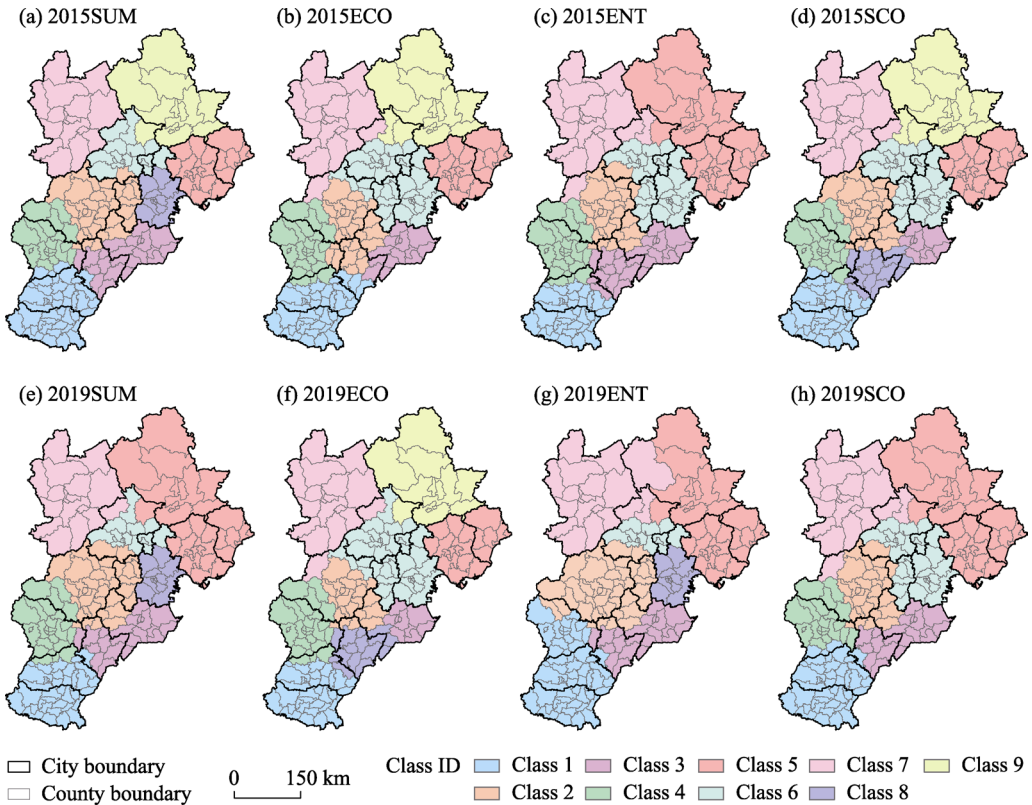 (a) 2015SUM (b) 2015ECO (c) 2015ENT (d) 2015SCO
(e) 2019SUM (f) 2019ECO (g) 2019ENT (h) 2019SCO
City boundary 0 150 km Class ID Class 1 Class 3 Class 5 Class 7 Class 9
County boundary Class 2 Class 4 Class 6 Class 8